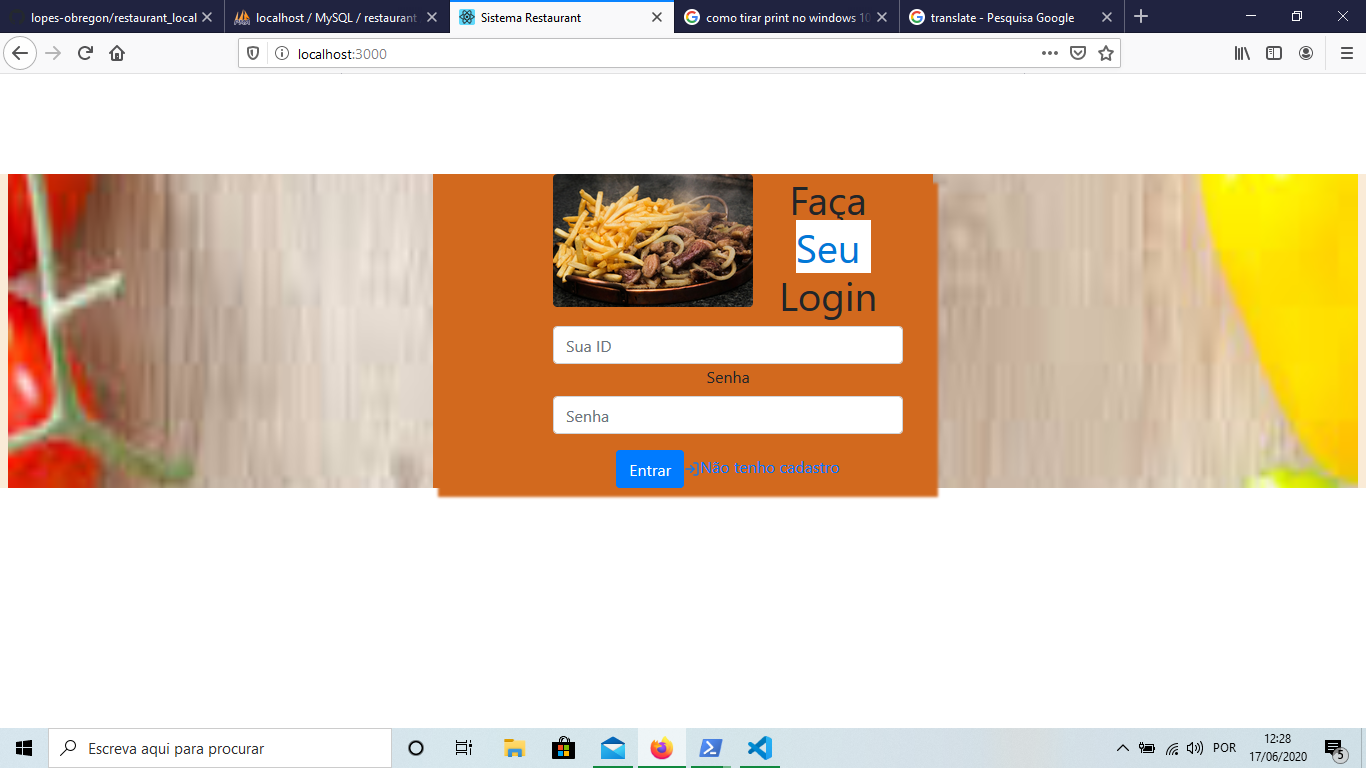 lopes-obregon/restaurant_local
localhost / MySQL / restaurant
Sistema Restaurant
como tirar print no windows 10
translate - Pesquisa Google
localhost:3000
Faça
Seu
Login
Sua ID
Senha
Senha
Entrar
Não tenho cadastro
Escreva aqui para procurar
POR
12:28
17/06/2020
5